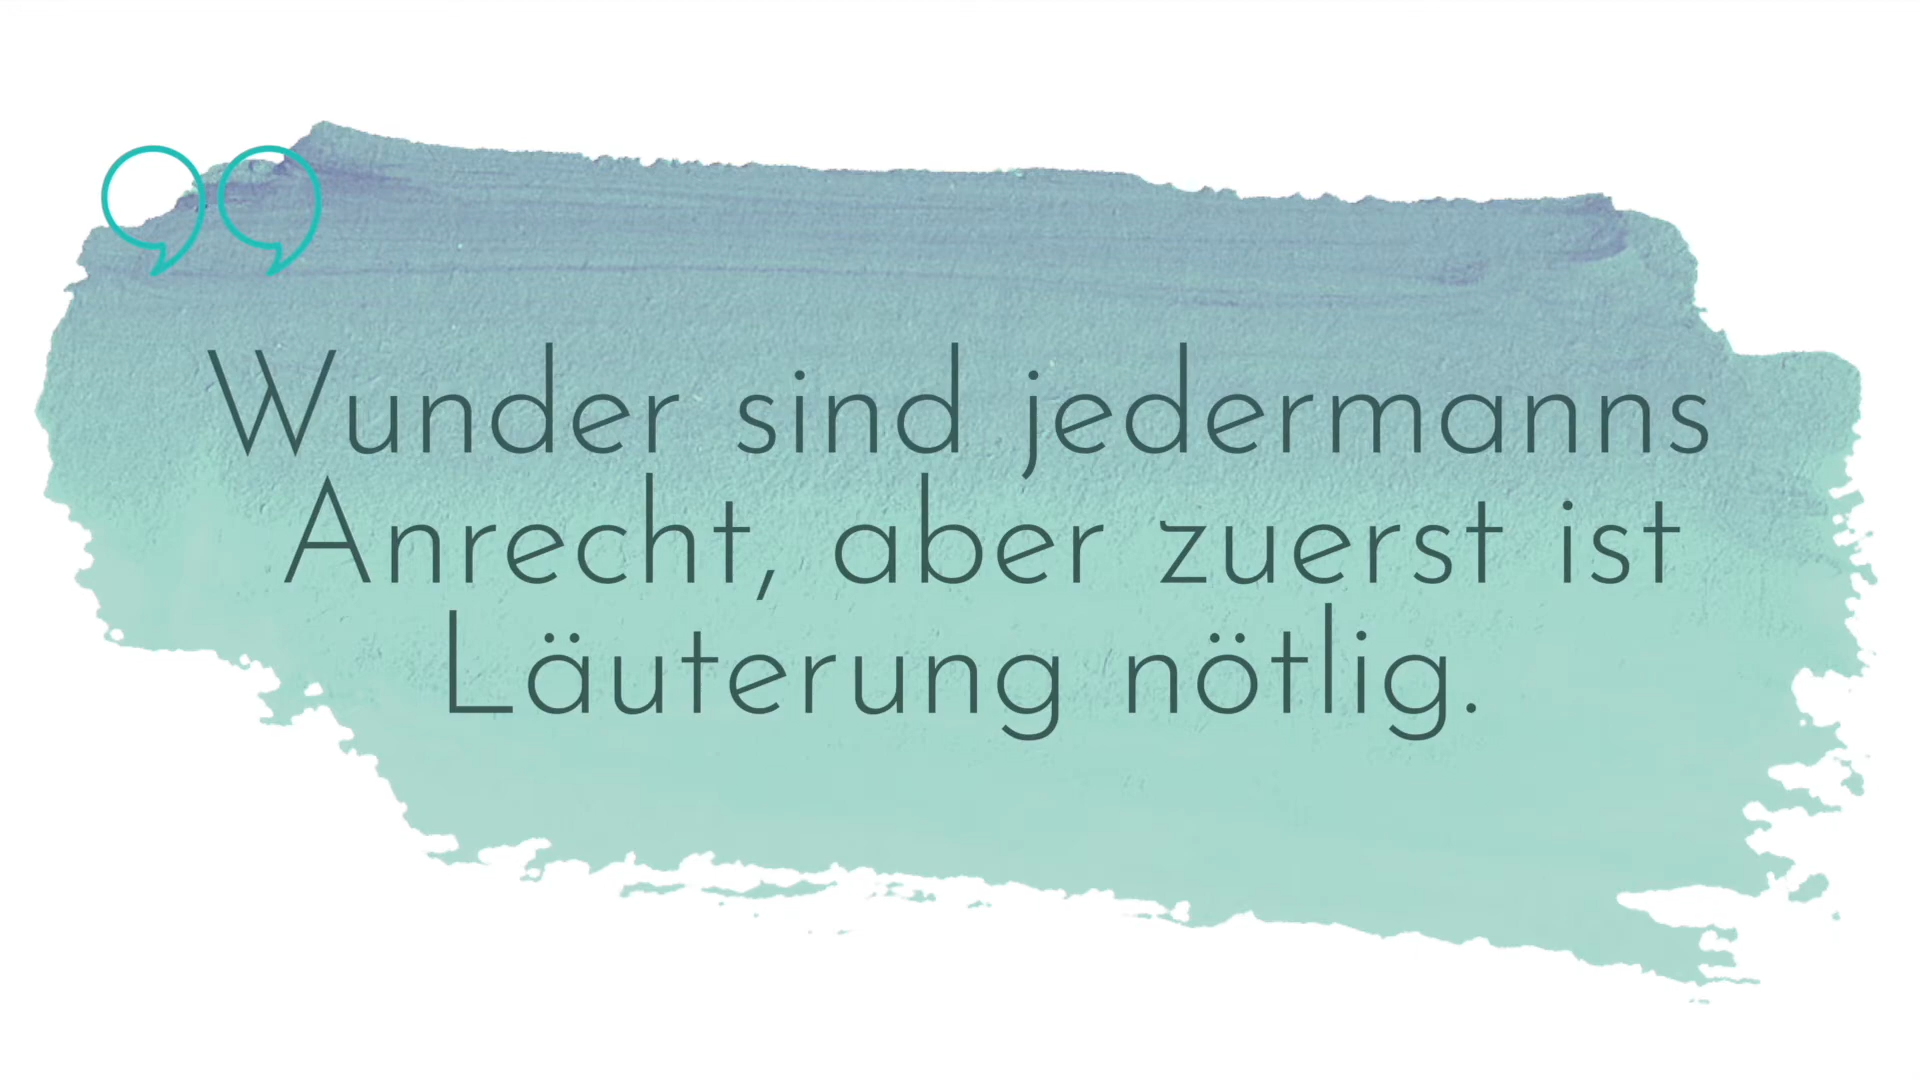 Wunder sind jedermanns
Anrecht, aber zuerst ist
Läuterung nötlig.